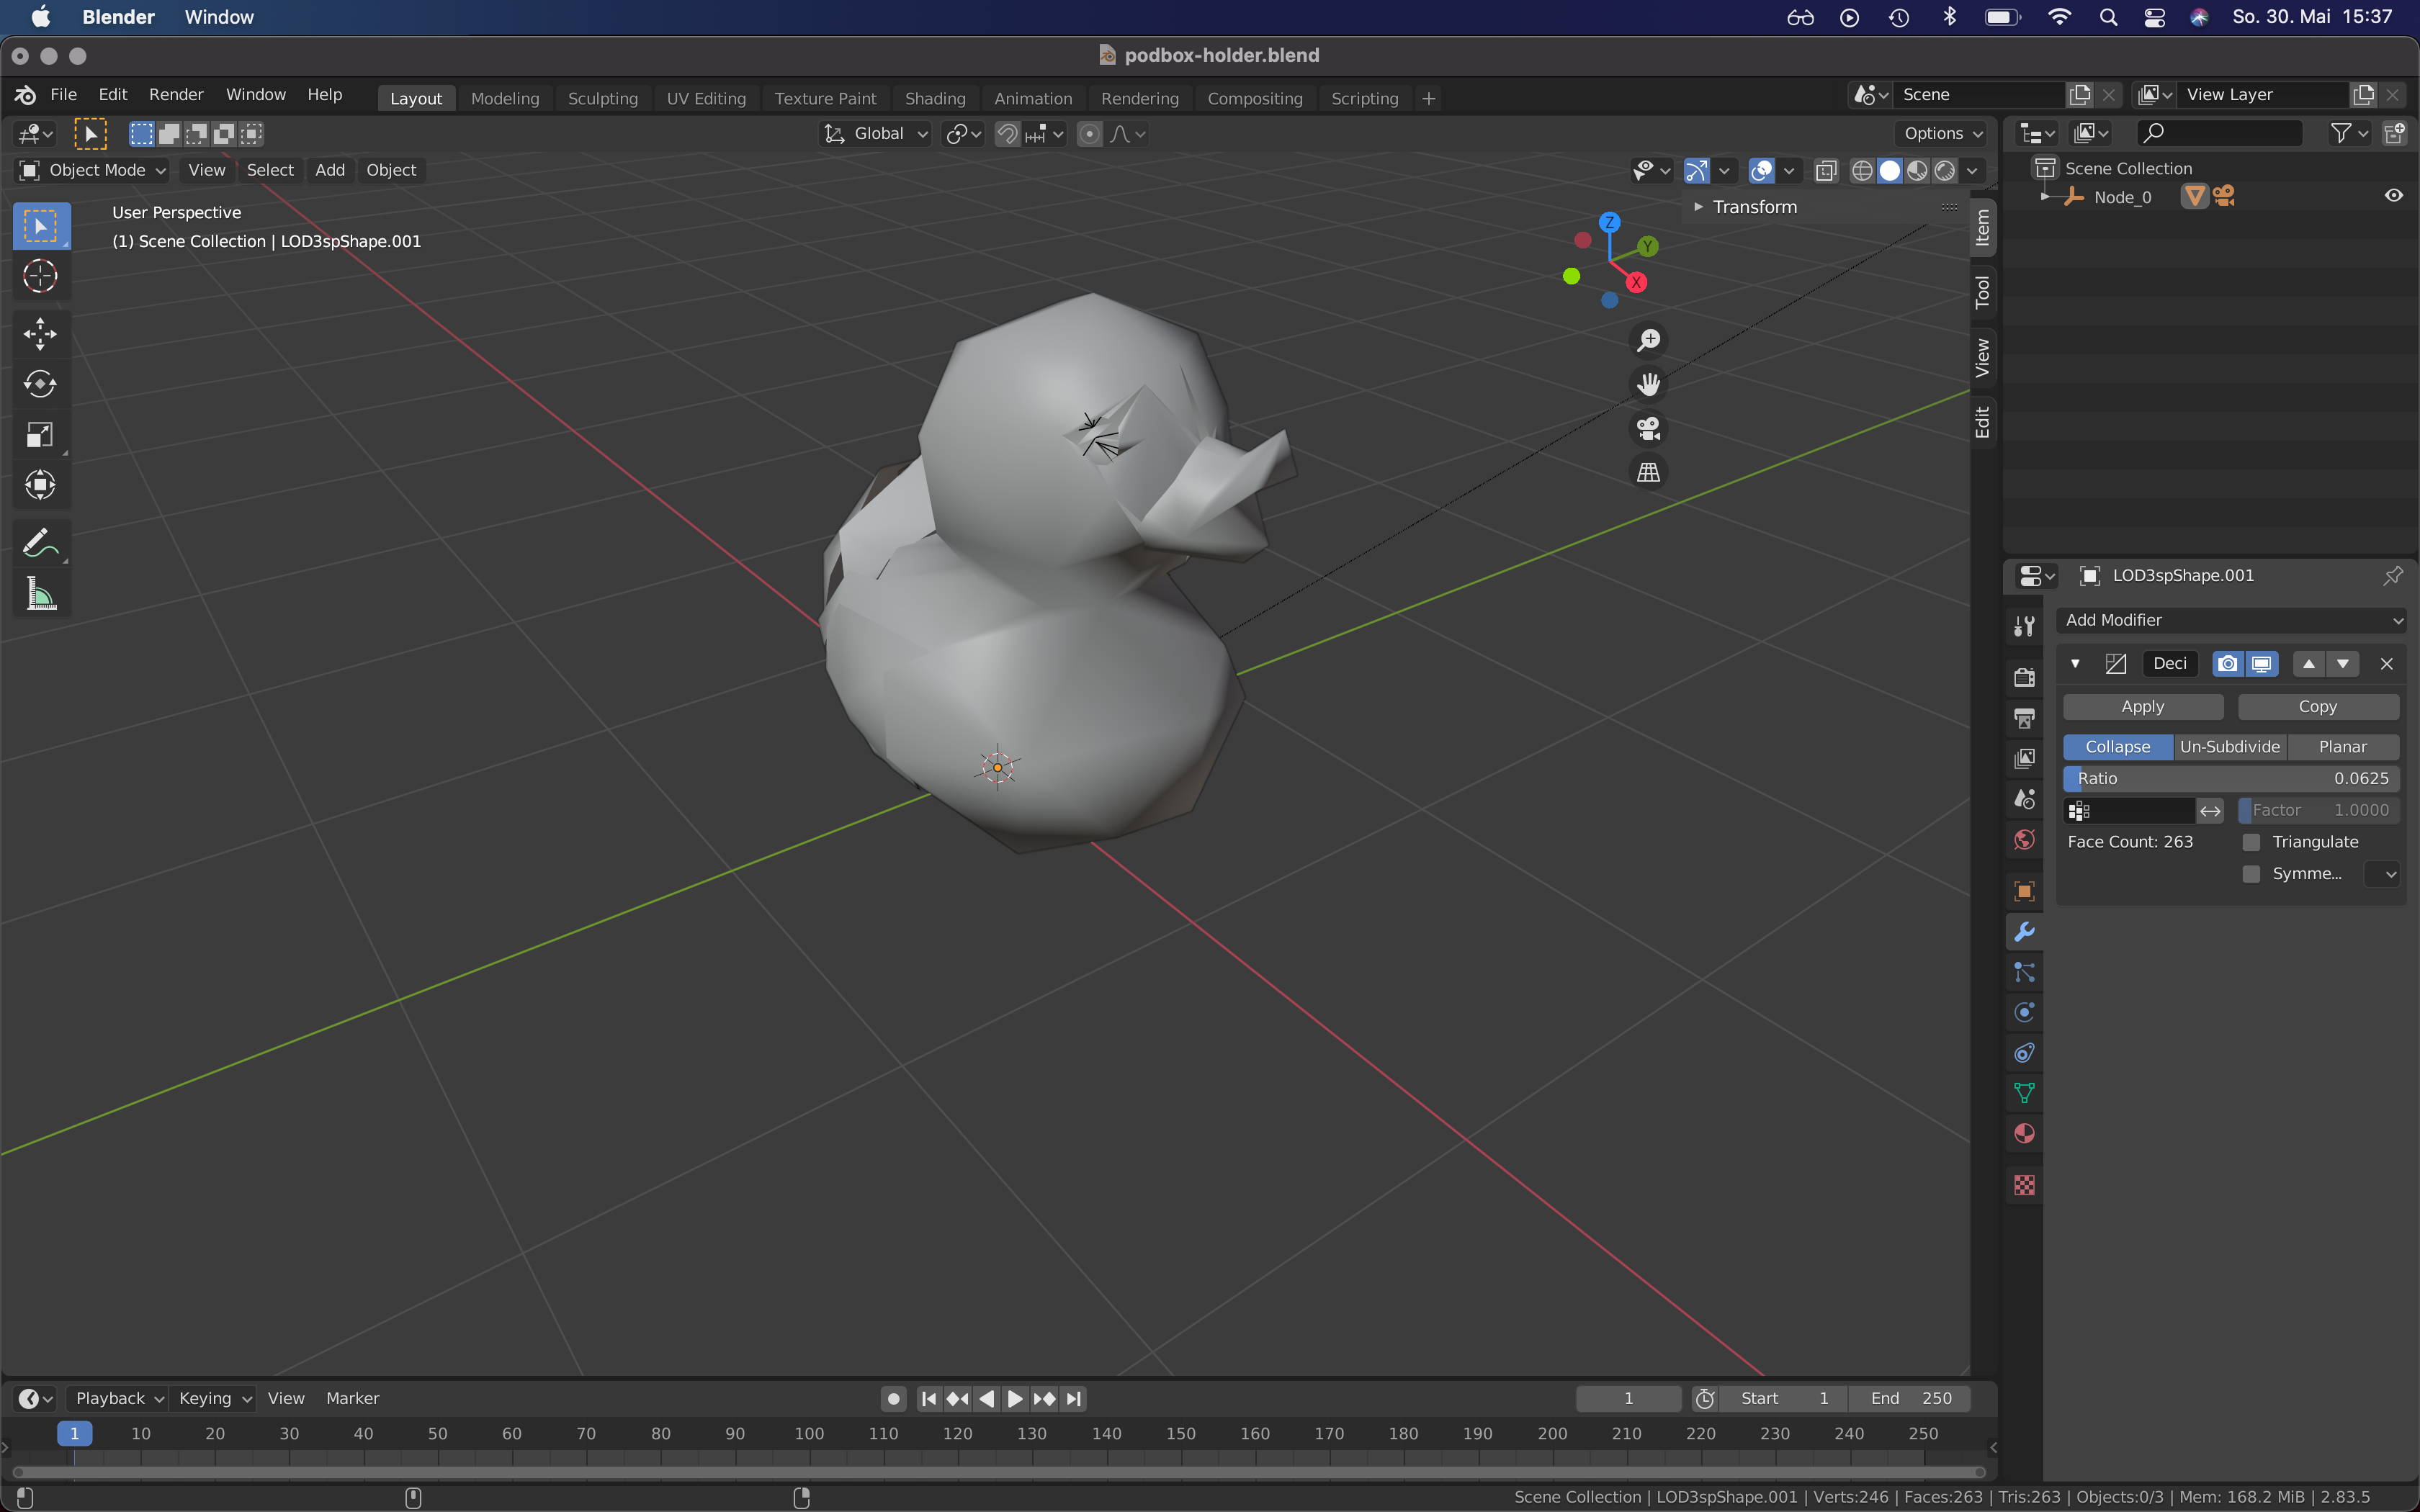 Blender Window So. 30. Mai 15:37
podbox-holder.blend
File Edit Render Window Help Layout Modeling Sculpting UV Editing Texture Paint Shading Animation Rendering Compositing Scripting + Scene View Layer
Global Options
Object Mode View Select Add Object
User Perspective
(1) Scene Collection | LOD3spShape.001
Transform
Z
Y
X
Item
Tool
View
Edit
Scene Collection
Node_0
LOD3spShape.001
Add Modifier
Deci
Apply Copy
Collapse Un-Subdivide Planar
Ratio 0.0625
Factor 1.0000
Face Count: 263 Triangulate
Symme...
Playback Keying View Marker 1 Start 1 End 250
1 10 20 30 40 50 60 70 80 90 100 110 120 130 140 150 160 170 180 190 200 210 220 230 240 250
Scene Collection | LOD3spShape.001 | Verts:246 | Faces:263 | Tris:263 | Objects:0/3 | Mem: 168.2 MiB | 2.83.5